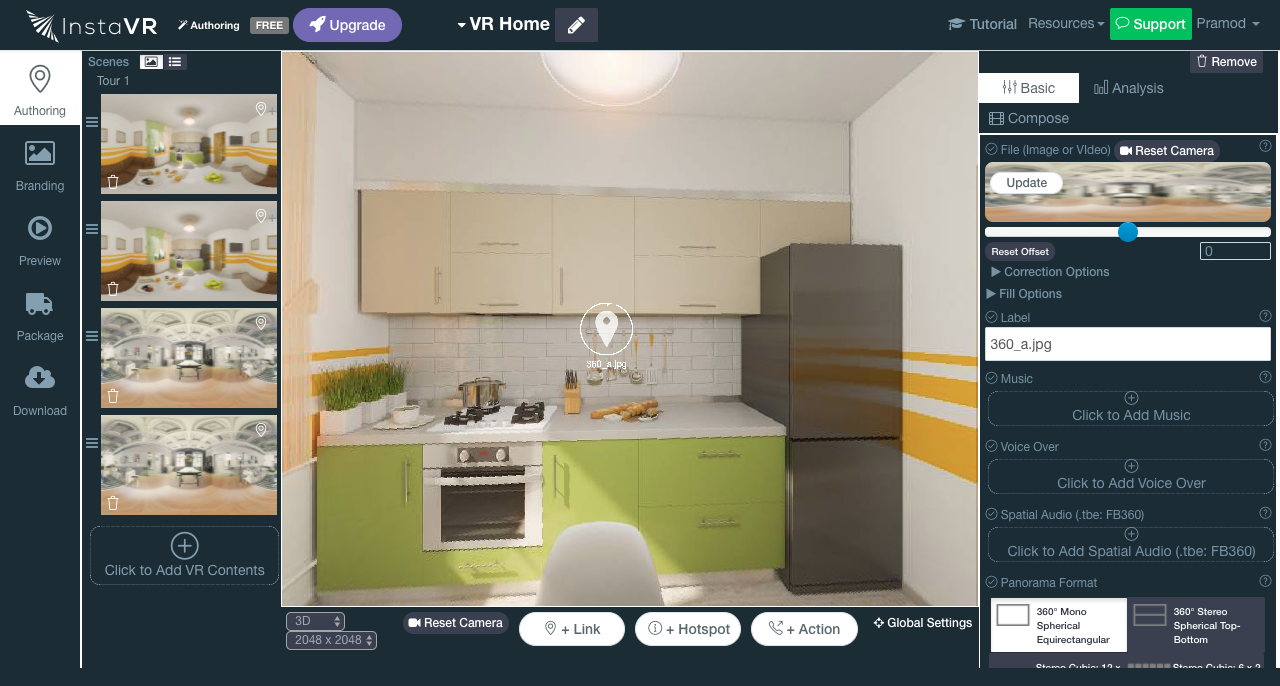 InstaVR
Authoring
FREE
Upgrade
VR Home
Tutorial
Resources
Support
Pramod
Authoring
Branding
Preview
Package
Download
Scenes
Tour 1
Click to Add VR Contents
360_a.jpg
3D
2048 x 2048
Reset Camera
+ Link
+ Hotspot
+ Action
Global Settings
Remove
Basic
Analysis
Compose
File (Image or VIdeo)
Reset Camera
Update
Reset Offset
0
Correction Options
Fill Options
Label
360_a.jpg
Music
Click to Add Music
Voice Over
Click to Add Voice Over
Spatial Audio (.tbe: FB360)
Click to Add Spatial Audio (.tbe: FB360)
Panorama Format
360° Mono
Spherical
Equirectangular
360° Stereo
Spherical Top-
Bottom
Stereo Cubic: 12 x
Stereo Cubic: 6 x 2